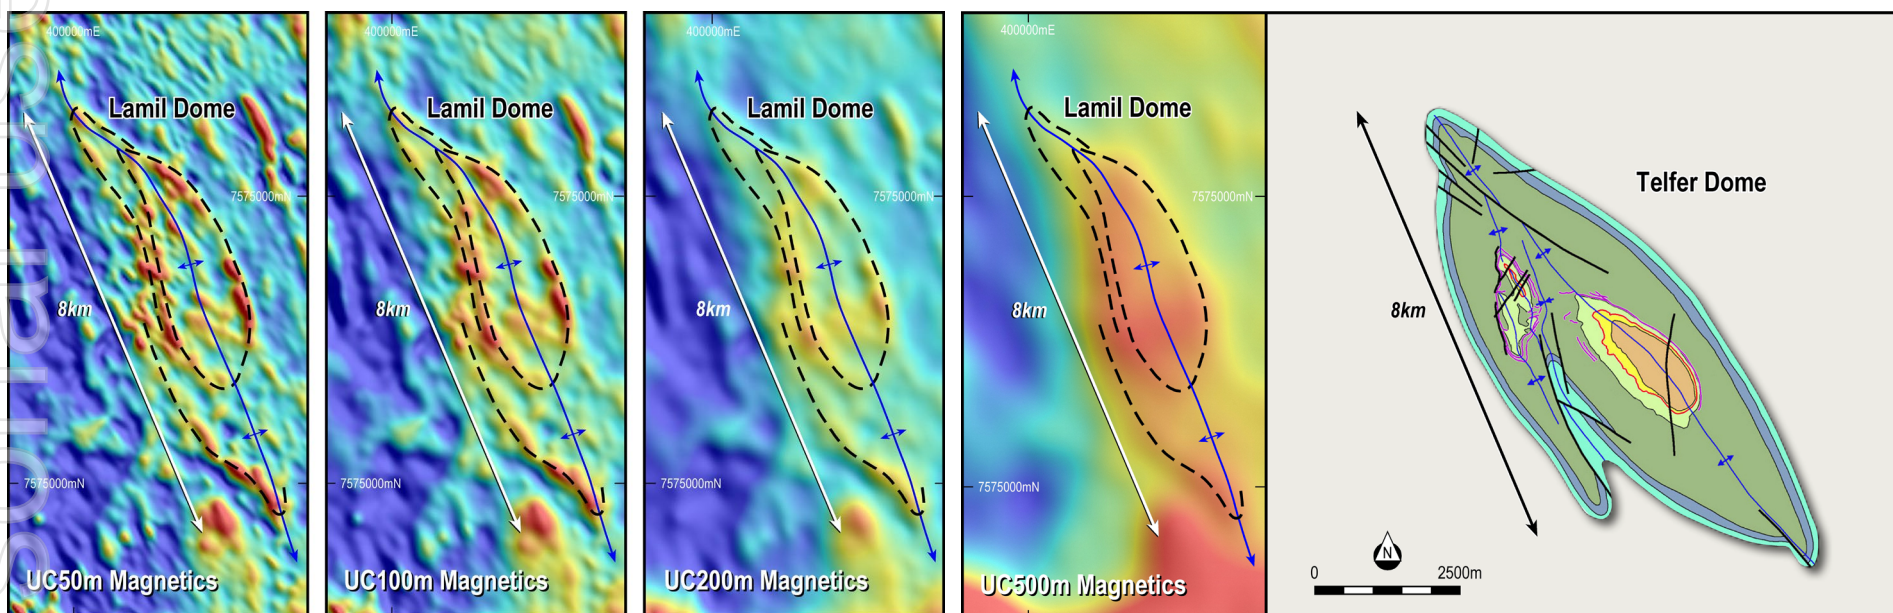 400000mE
Lamil Dome
7575000mN
8km
7575000mN
UC50m Magnetics
400000mE
Lamil Dome
7575000mN
8km
7575000mN
UC100m Magnetics
400000mE
Lamil Dome
7575000mN
8km
7575000mN
UC200m Magnetics
400000mE
Lamil Dome
7575000mN
8km
7575000mN
UC500m Magnetics
Telfer Dome
8km
N
0 2500m